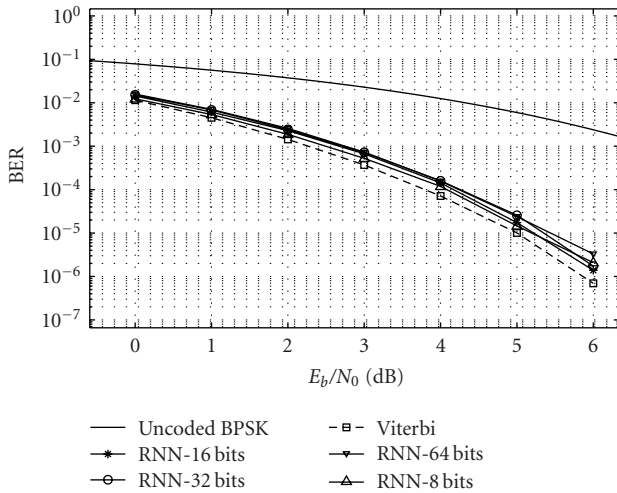 10^0
10^-1
10^-2
10^-3
10^-4
10^-5
10^-6
10^-7
BER
0 1 2 3 4 5 6
E_b/N_0 (dB)
Uncoded BPSK
RNN-16 bits
RNN-32 bits
Viterbi
RNN-64 bits
RNN-8 bits